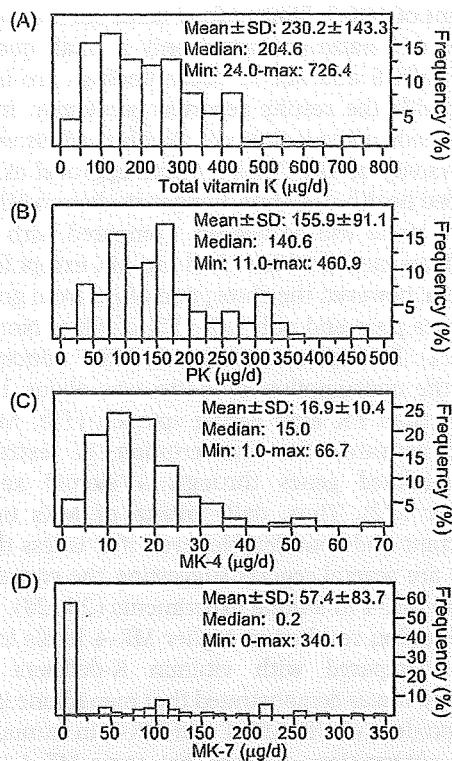 (A)
Mean±SD: 230.2±143.3
Median: 204.6
Min: 24.0-max: 726.4
15
10
5
Frequency (%)
0 100 200 300 400 500 600 700 800
Total vitamin K (µg/d)
(B)
Mean±SD: 155.9±91.1
Median: 140.6
Min: 11.0-max: 460.9
15
10
5
Frequency (%)
0 50 100 150 200 250 300 350 400 450 500
PK (µg/d)
(C)
Mean±SD: 16.9±10.4
Median: 15.0
Min: 1.0-max: 66.7
25
20
15
10
5
Frequency (%)
0 10 20 30 40 50 60 70
MK-4 (µg/d)
(D)
Mean±SD: 57.4±83.7
Median: 0.2
Min: 0-max: 340.1
60
50
40
30
20
10
Frequency (%)
0 50 100 150 200 250 300 350
MK-7 (µg/d)